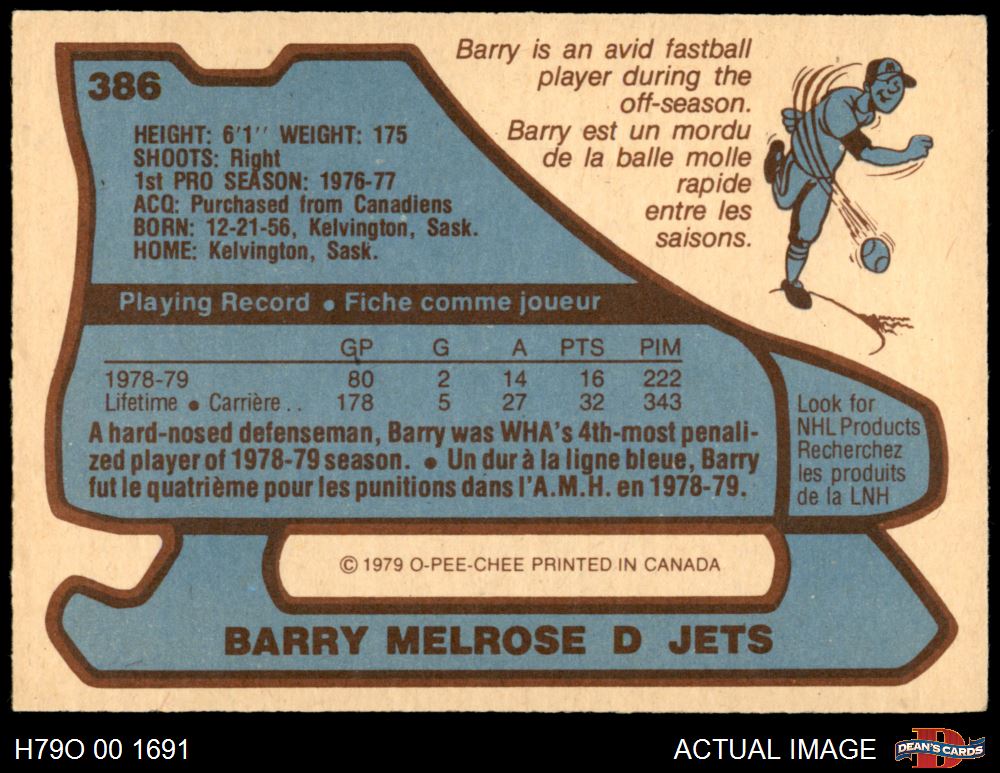 386
Barry is an avid fastball
player during the
off-season.
Barry est un mordu
de la balle molle
rapide
entre les
saisons.
HEIGHT: 6'1'' WEIGHT: 175
SHOOTS: Right
1st PRO SEASON: 1976-77
ACQ: Purchased from Canadiens
BORN: 12-21-56, Kelvington, Sask.
HOME: Kelvington, Sask.
Playing Record • Fiche comme joueur
GP G A PTS PIM
1978-79 80 2 14 16 222
Lifetime • Carrière . . 178 5 27 32 343
A hard-nosed defenseman, Barry was WHA's 4th-most penali-
zed player of 1978-79 season. • Un dur à la ligne bleue, Barry
fut le quatrième pour les punitions dans l'A.M.H. en 1978-79.
Look for
NHL Products
Recherchez
les produits
de la LNH
© 1979 O-PEE-CHEE PRINTED IN CANADA
BARRY MELROSE D JETS
H79O 00 1691
ACTUAL IMAGE
D
DEAN'S CARDS